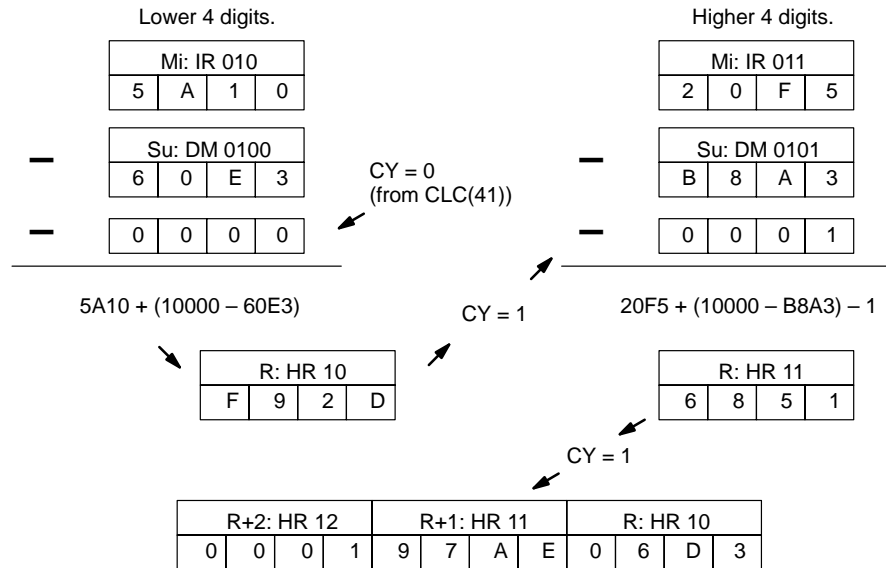 Lower 4 digits. Higher 4 digits.
Mi: IR 010 Mi: IR 011
5 A 1 0 2 0 F 5
– Su: DM 0100 – Su: DM 0101
6 0 E 3 CY = 0 B 8 A 3
(from CLC(41))
– 0 0 0 0 – 0 0 0 1
5A10 + (10000 – 60E3) CY = 1 20F5 + (10000 – B8A3) – 1
R: HR 10 R: HR 11
F 9 2 D 6 8 5 1
CY = 1
R+2: HR 12 R+1: HR 11 R: HR 10
0 0 0 1 9 7 A E 0 6 D 3